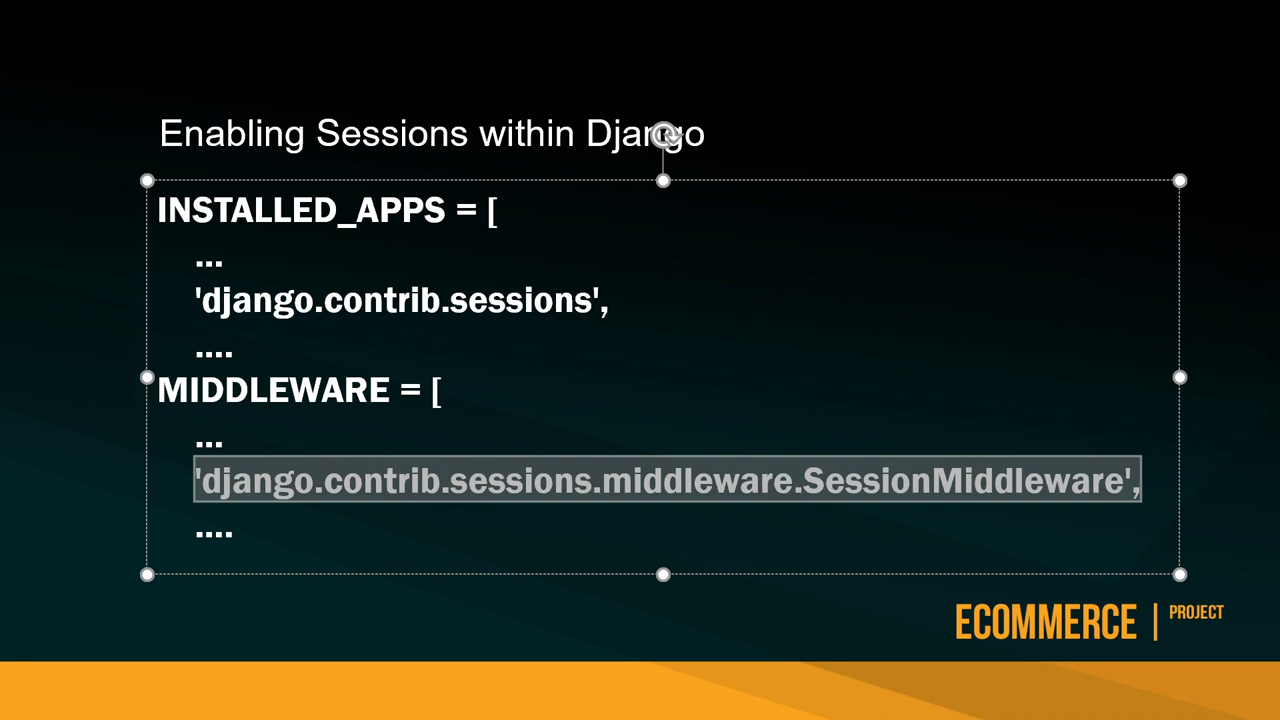 Enabling Sessions within Django
INSTALLED_APPS = [
...
'django.contrib.sessions',
....
MIDDLEWARE = [
...
'django.contrib.sessions.middleware.SessionMiddleware',
....
ECOMMERCE | PROJECT